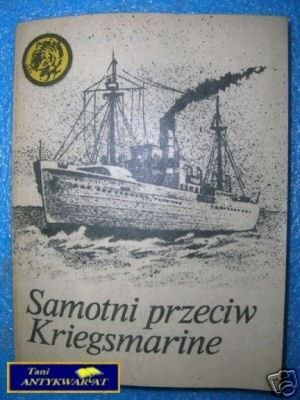 Samotni przeciw
Kriegsmarine
Tani
ANTYKWARIAT